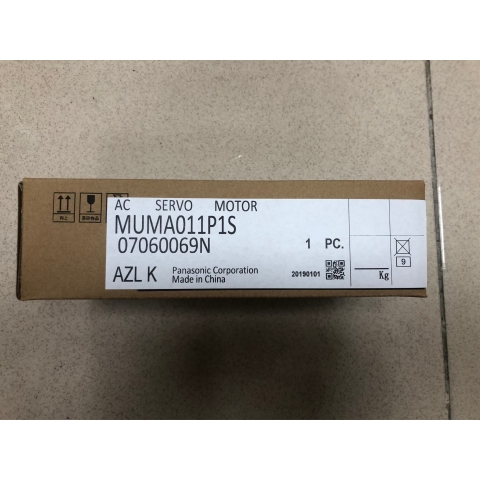 AC SERVO MOTOR
MUMA011P1S
07060069N
1 PC.
AZL K
Panasonic Corporation
Made in China
20190101
Kg
9